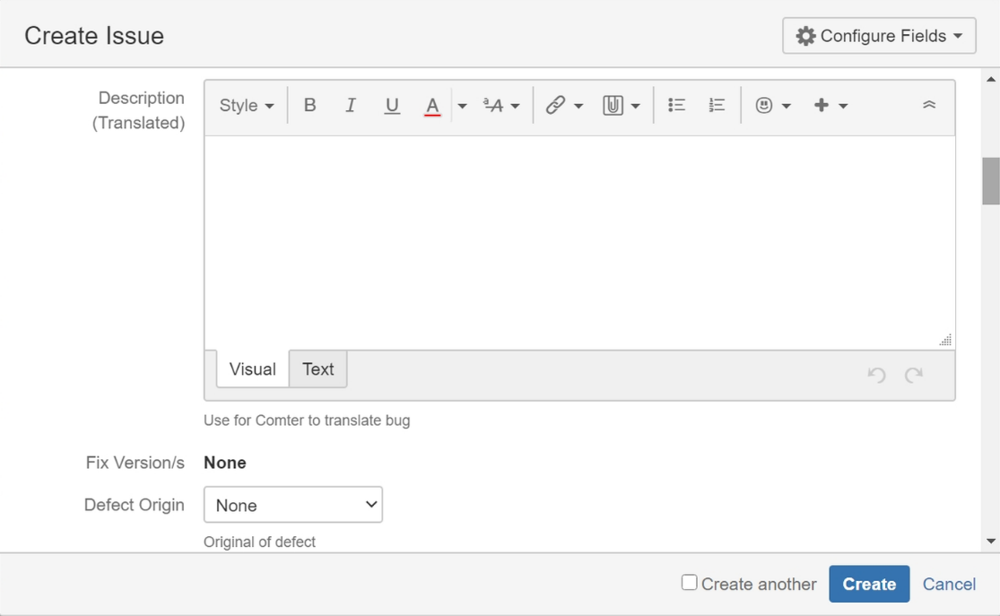 Create Issue
Configure Fields
Description
(Translated)
Style
B I U A ªA
Visual Text
Use for Comter to translate bug
Fix Version/s None
Defect Origin None
Original of defect
Create another Create Cancel